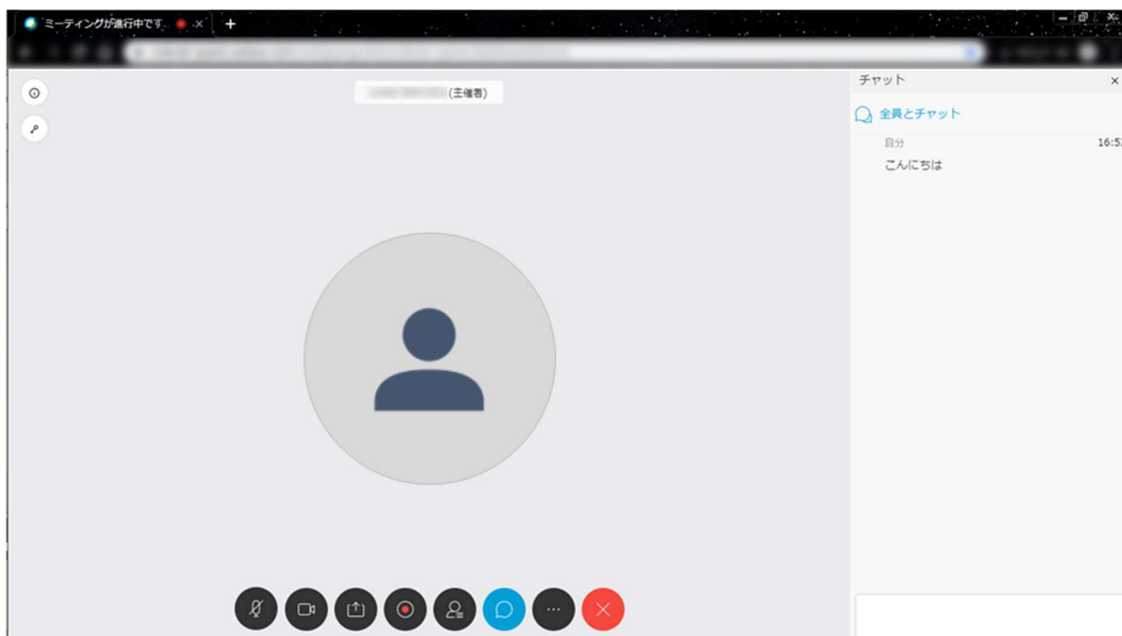 ミーティングが進行中です
(主催者)
チャット
全員とチャット
自分
こんにちは